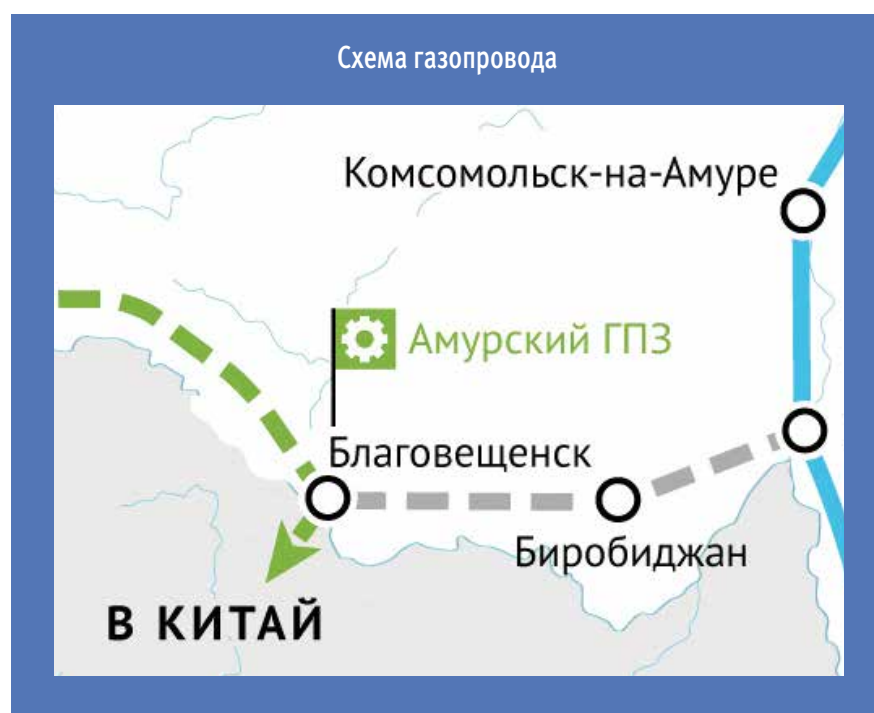 Схема газопровода
Комсомольск-на-Амуре
Амурский ГПЗ
Благовещенск
Биробиджан
В КИТАЙ